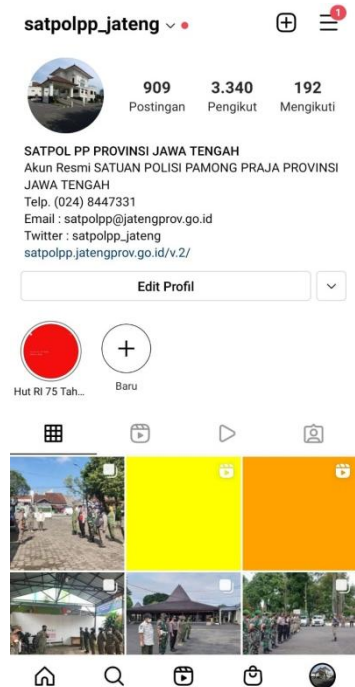 satpolpp_jateng
1
909 3.340 192
Postingan Pengikut Mengikuti
SATPOL PP PROVINSI JAWA TENGAH
Akun Resmi SATUAN POLISI PAMONG PRAJA PROVINSI
JAWA TENGAH
Telp. (024) 8447331
Email : satpolpp@jatengprov.go.id
Twitter : satpolpp_jateng
satpolpp.jatengprov.go.id/v.2/
Edit Profil
Hut RI 75 Tah... Baru